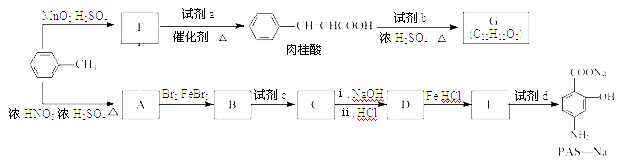 MnO₂ H₂SO₄
F
试剂 a
催化剂 △
CH=CHCOOH
肉桂酸
试剂 b
浓 H₂SO₄ △
G
CH₃
浓 HNO₃ 浓 H₂SO₄ △
A
Br₂ FeBr₃
B
试剂 c
C
i . NaOH
ii . HCl
D
Fe HCl
E
试剂 d
COONa
OH
NH₂
PAS—Na